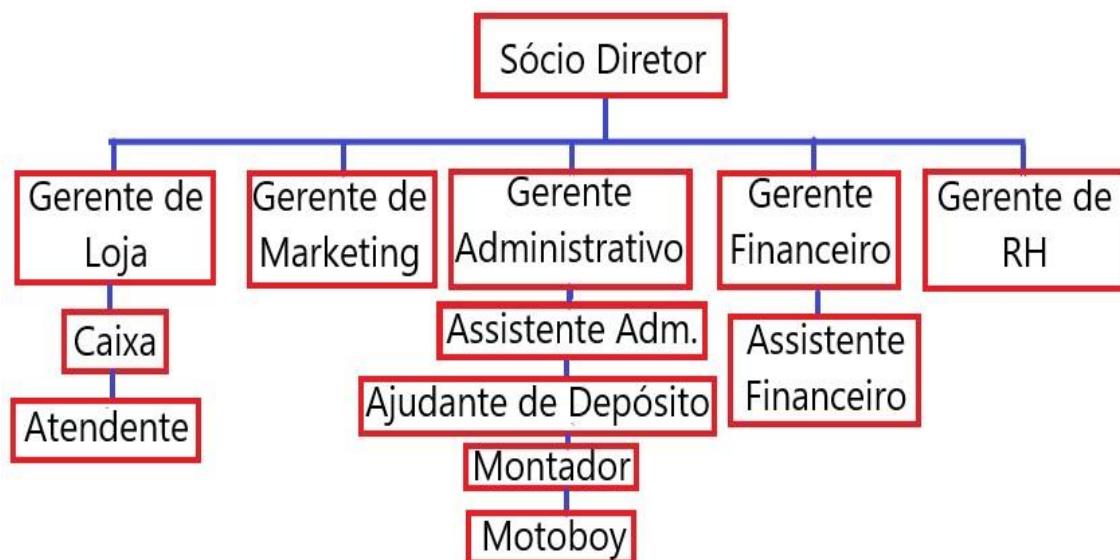 Sócio Diretor
Gerente de
Loja
Gerente de
Marketing
Gerente
Administrativo
Gerente
Financeiro
Gerente de
RH
Caixa
Atendente
Assistente Adm.
Ajudante de Depósito
Montador
Motoboy
Assistente
Financeiro